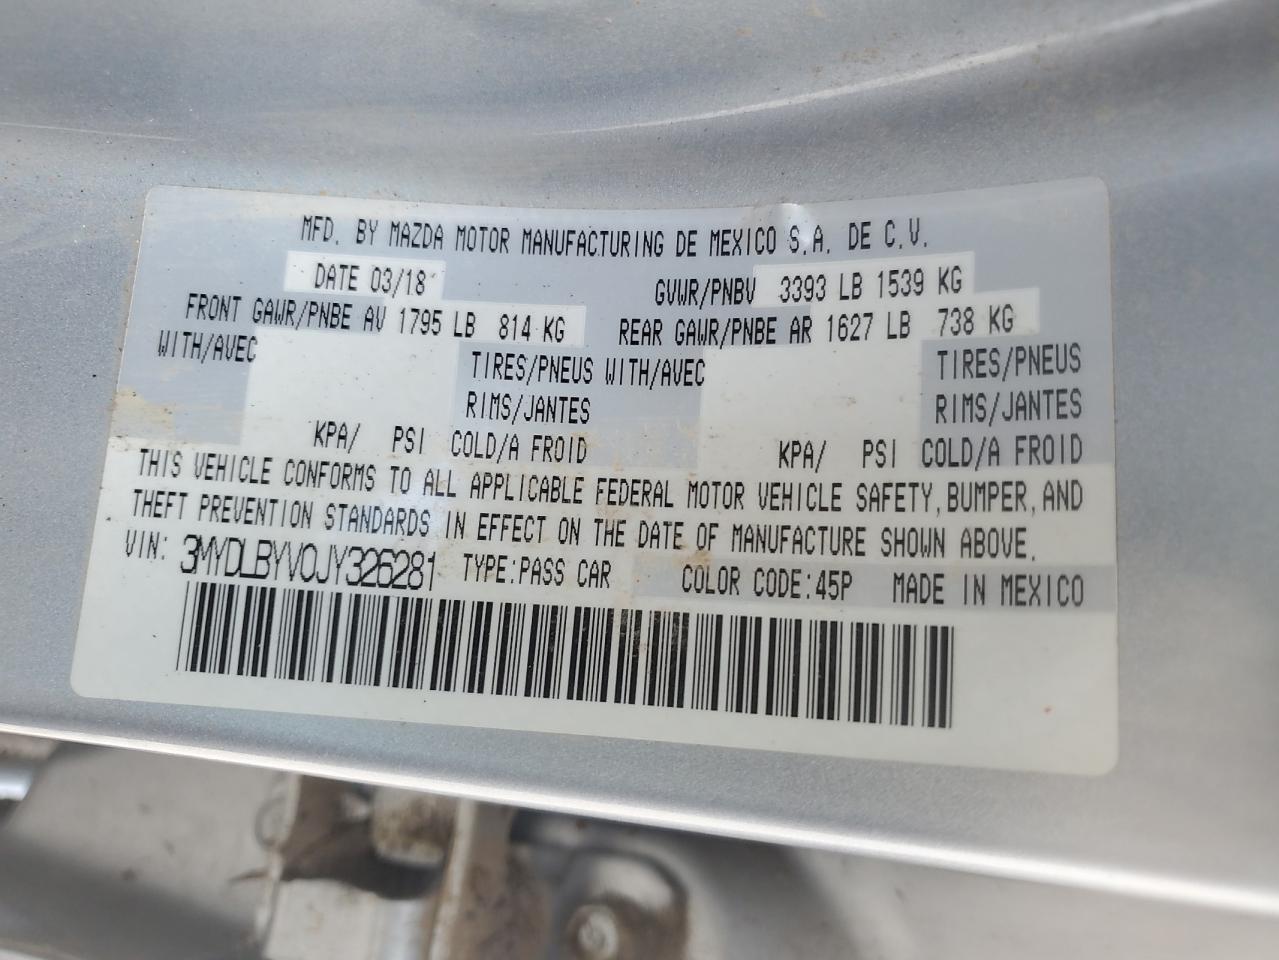 MFD. BY MAZDA MOTOR MANUFACTURING DE MEXICO S.A. DE C.V.
DATE 03/18 GVWR/PNBV 3393 LB 1539 KG
FRONT GAWR/PNBE AV 1795 LB 814 KG REAR GAWR/PNBE AR 1627 LB 738 KG
WITH/AVEC TIRES/PNEUS WITH/AVEC TIRES/PNEUS
RIMS/JANTES RIMS/JANTES
KPA/ PSI COLD/A FROID KPA/ PSI COLD/A FROID
THIS VEHICLE CONFORMS TO ALL APPLICABLE FEDERAL MOTOR VEHICLE SAFETY, BUMPER, AND
THEFT PREVENTION STANDARDS IN EFFECT ON THE DATE OF MANUFACTURE SHOWN ABOVE.
VIN: 3MYDLBYV0JY326281 TYPE:PASS CAR COLOR CODE:45P MADE IN MEXICO